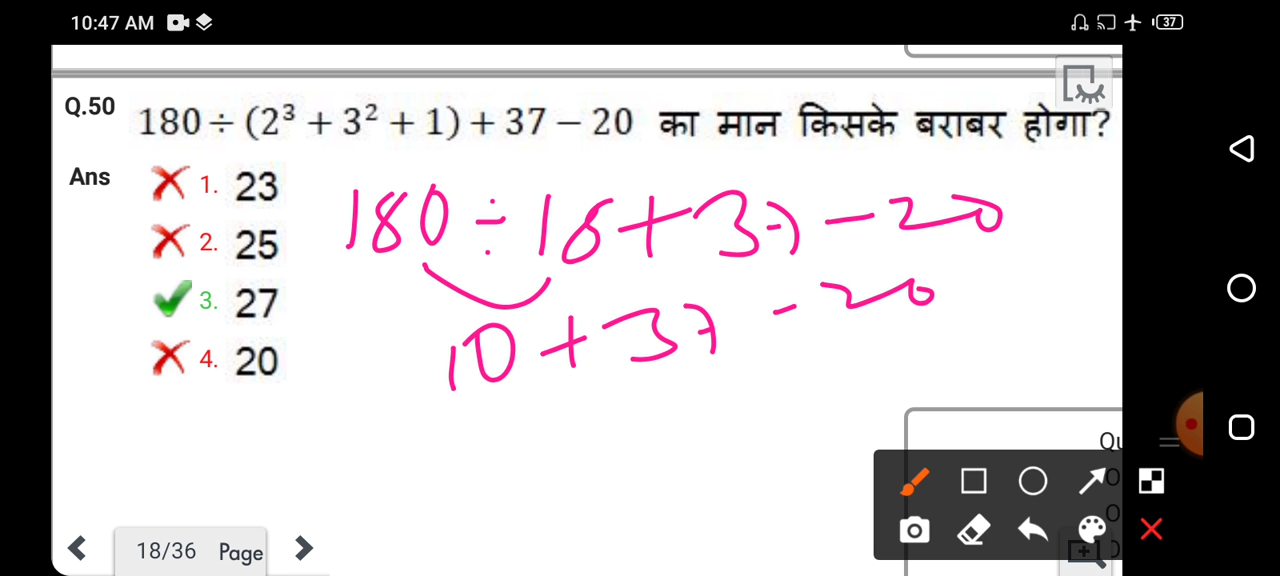 10:47 AM
37
Q.50 180 ÷ (2³ + 3² + 1) + 37 – 20 का मान किसके बराबर होगा?
Ans 1. 23
2. 25
3. 27
4. 20
180 ÷ 18 + 37 – 20
10 + 37 – 20
Qu
18/36 Page